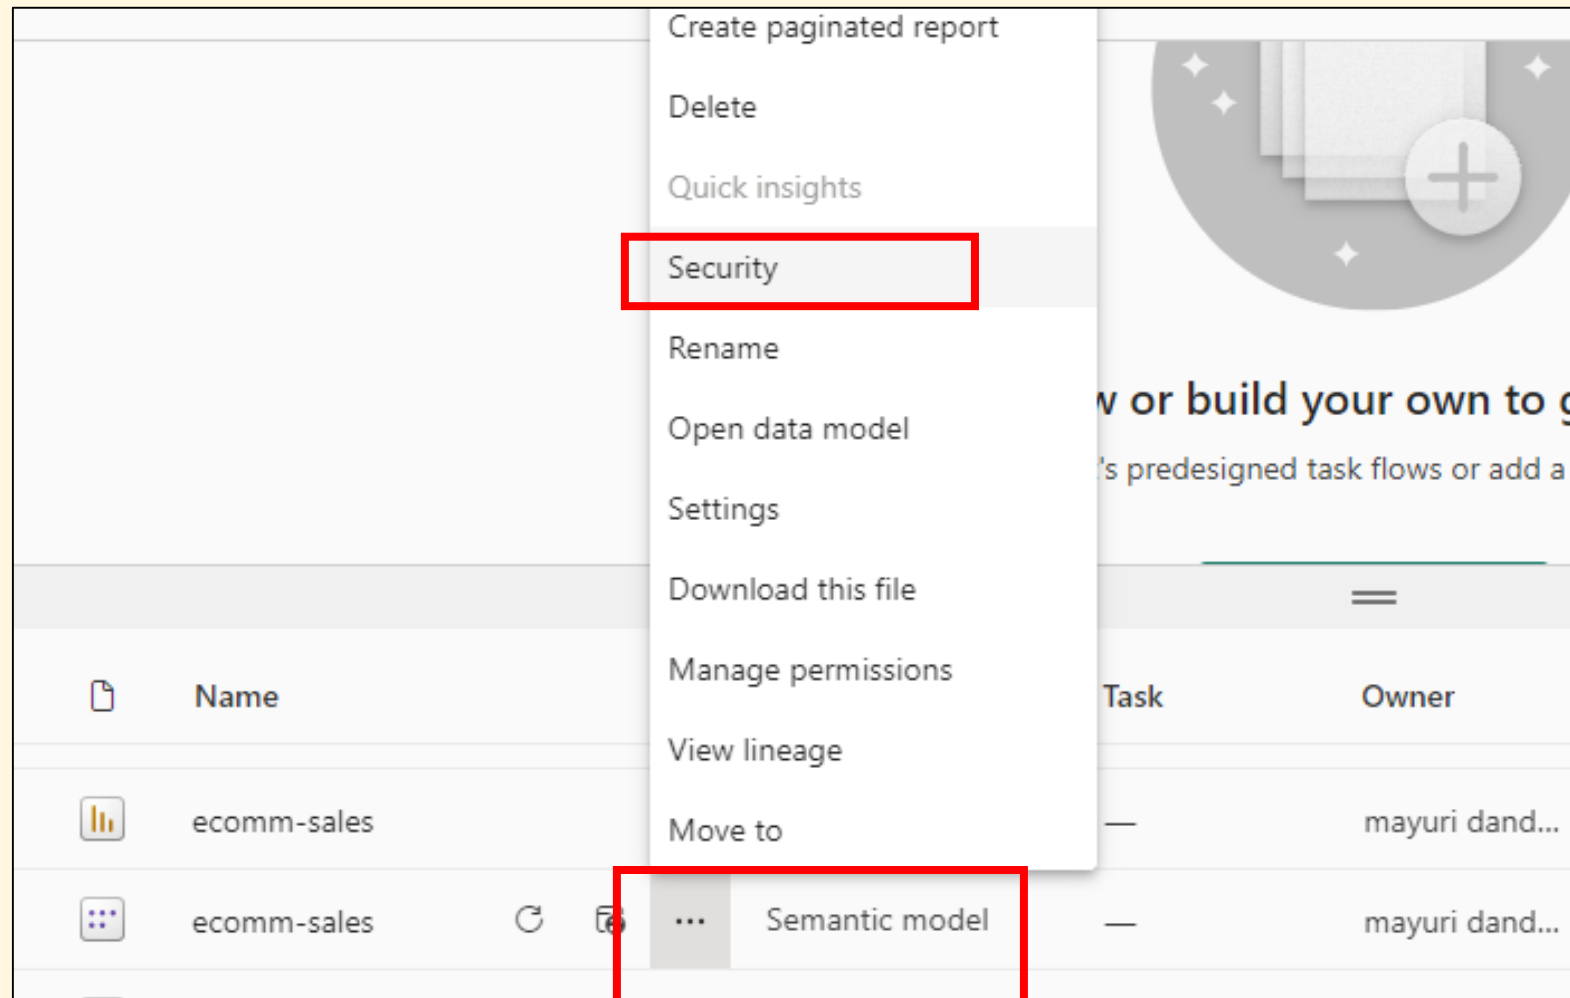 Create paginated report
Delete
Quick insights
Security
Rename
Open data model
Settings
Download this file
Manage permissions
View lineage
Move to
or build your own to
's predesigned task flows or add a
Name Task Owner
ecomm-sales — mayuri dand...
ecomm-sales ... Semantic model — mayuri dand...